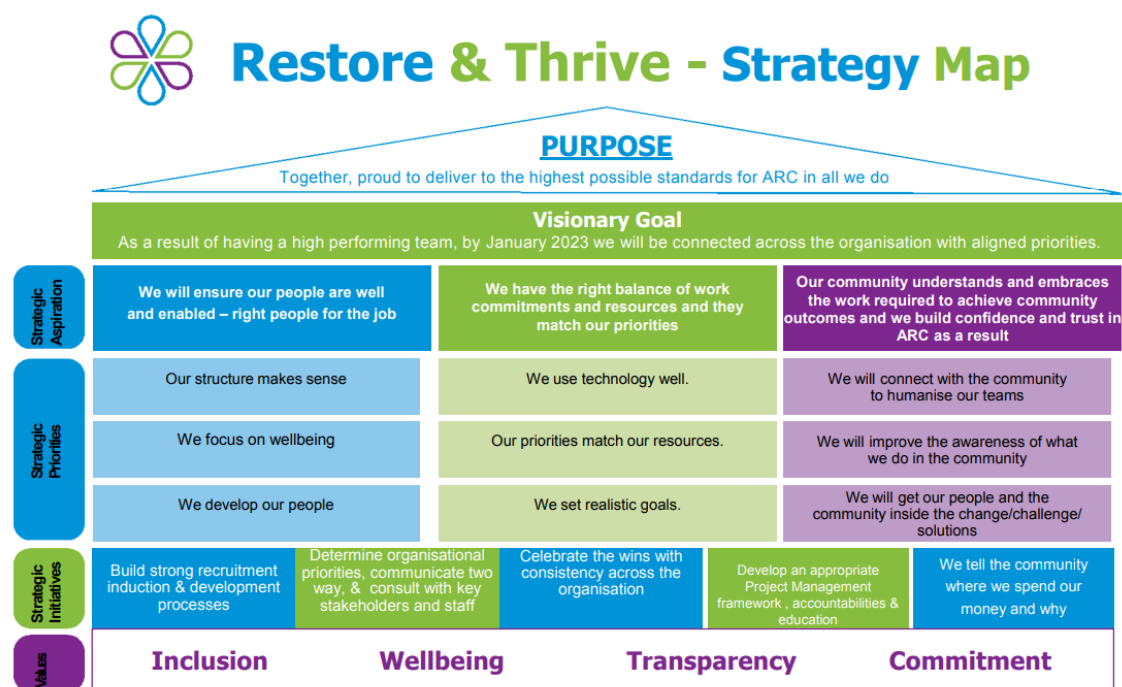 Restore & Thrive - Strategy Map
PURPOSE
Together, proud to deliver to the highest possible standards for ARC in all we do
Visionary Goal
As a result of having a high performing team, by January 2023 we will be connected across the organisation with aligned priorities.
Strategic
Aspiration
We will ensure our people are well
and enabled – right people for the job
We have the right balance of work
commitments and resources and they
match our priorities
Our community understands and embraces
the work required to achieve community
outcomes and we build confidence and trust in
ARC as a result
Strategic
Priorities
Our structure makes sense
We use technology well.
We will connect with the community
to humanise our teams
We focus on wellbeing
Our priorities match our resources.
We will improve the awareness of what
we do in the community
We develop our people
We set realistic goals.
We will get our people and the
community inside the change/challenge/
solutions
Strategic
Initiatives
Build strong recruitment
induction & development
processes
Determine organisational
priorities, communicate two
way, & consult with key
stakeholders and staff
Celebrate the wins with
consistency across the
organisation
Develop an appropriate
Project Management
framework , accountabilities &
education
We tell the community
where we spend our
money and why
Values
Inclusion Wellbeing Transparency Commitment